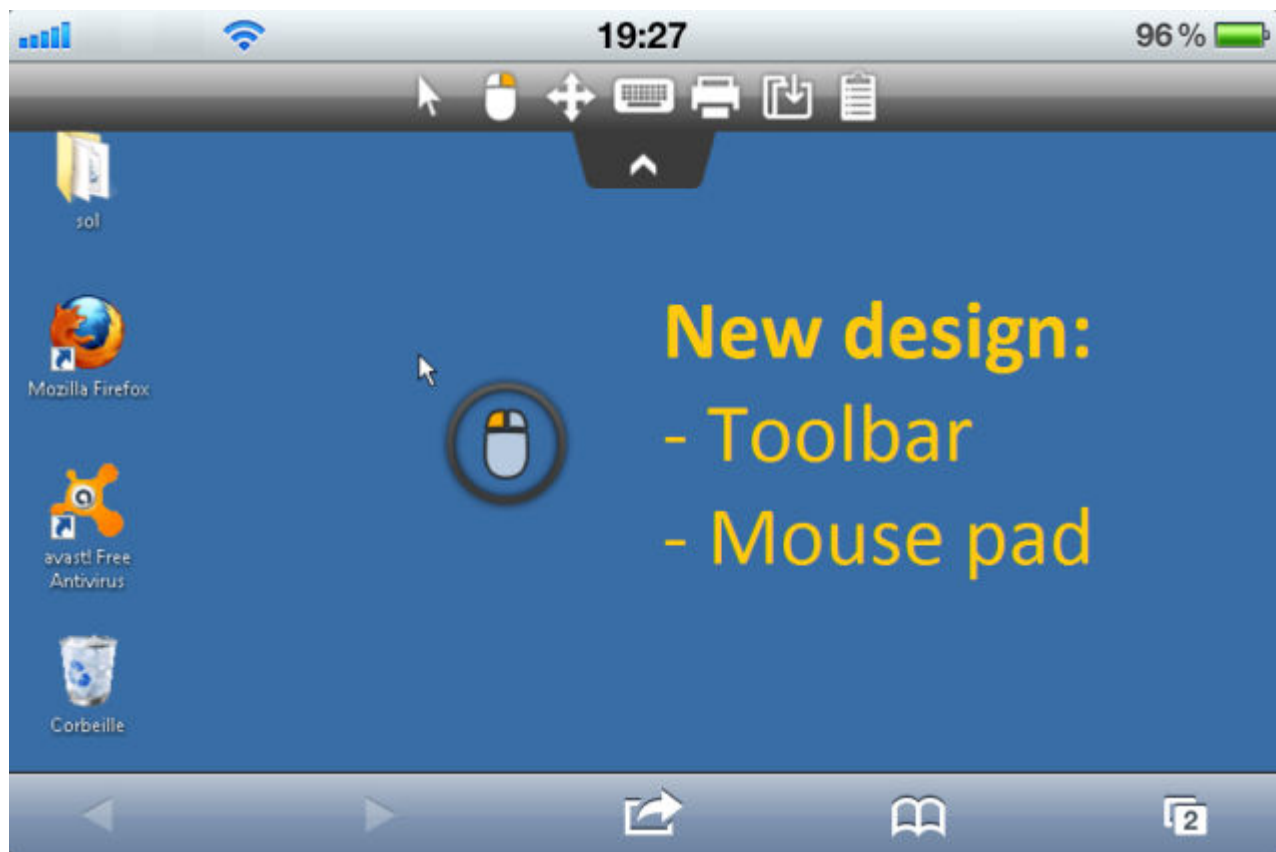 19:27
96 %
sol
Mozilla Firefox
avast! Free
Antivirus
Corbeille
New design:
- Toolbar
- Mouse pad
2